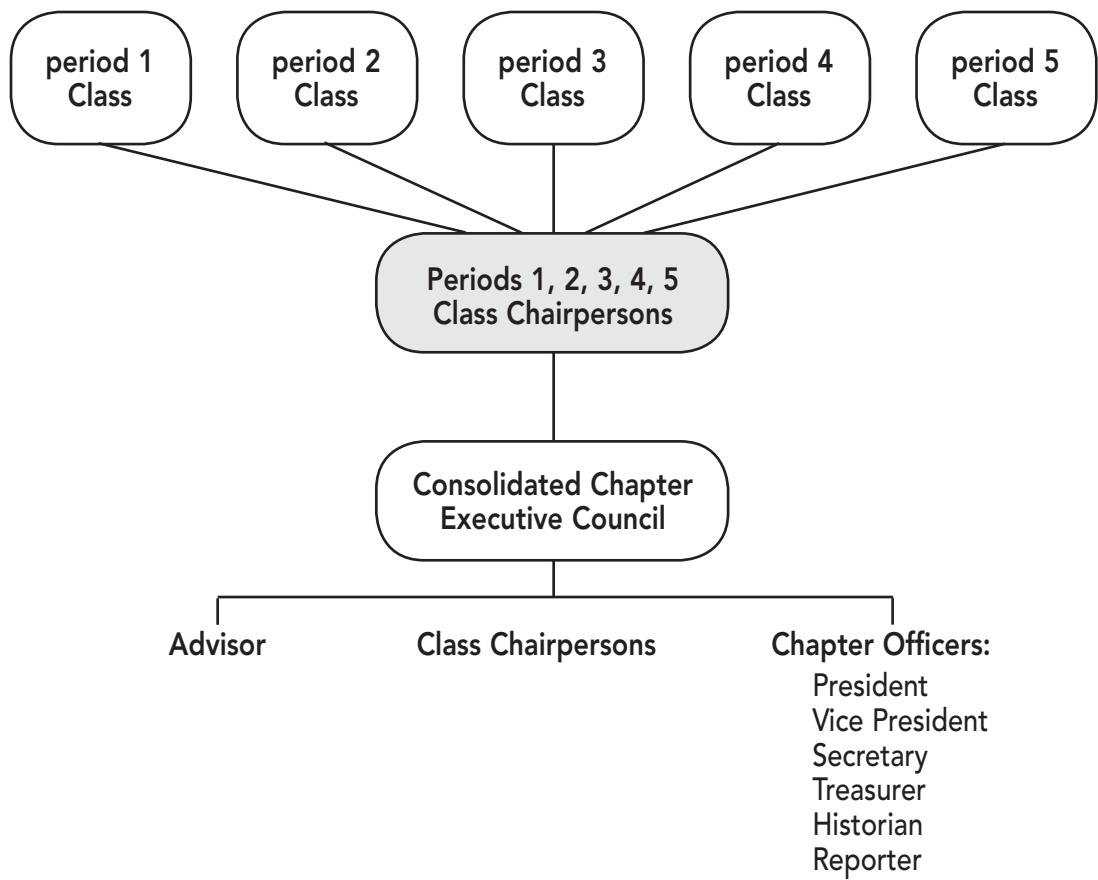 period 1
Class
period 2
Class
period 3
Class
period 4
Class
period 5
Class
Periods 1, 2, 3, 4, 5
Class Chairpersons
Consolidated Chapter
Executive Council
Advisor
Class Chairpersons
Chapter Officers:
President
Vice President
Secretary
Treasurer
Historian
Reporter